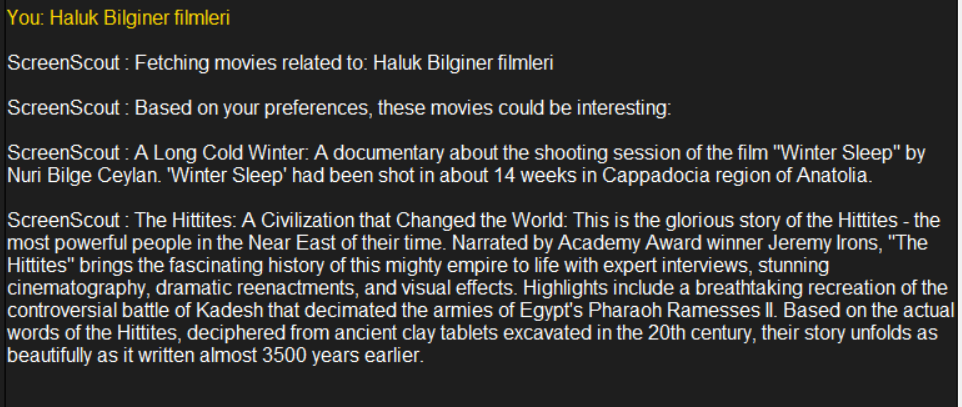 You: Haluk Bilginer filmleri
ScreenScout : Fetching movies related to: Haluk Bilginer filmleri
ScreenScout : Based on your preferences, these movies could be interesting:
ScreenScout : A Long Cold Winter: A documentary about the shooting session of the film "Winter Sleep" by
Nuri Bilge Ceylan. 'Winter Sleep' had been shot in about 14 weeks in Cappadocia region of Anatolia.
ScreenScout : The Hittites: A Civilization that Changed the World: This is the glorious story of the Hittites - the
most powerful people in the Near East of their time. Narrated by Academy Award winner Jeremy Irons, "The
Hittites" brings the fascinating history of this mighty empire to life with expert interviews, stunning
cinematography, dramatic reenactments, and visual effects. Highlights include a breathtaking recreation of the
controversial battle of Kadesh that decimated the armies of Egypt's Pharaoh Ramesses II. Based on the actual
words of the Hittites, deciphered from ancient clay tablets excavated in the 20th century, their story unfolds as
beautifully as it written almost 3500 years earlier.